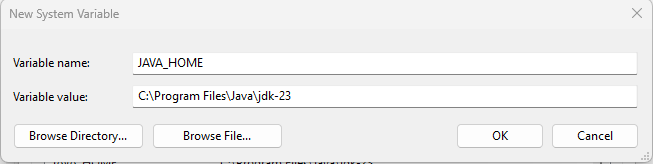 New System Variable
Variable name: JAVA_HOME
Variable value: C:\Program Files\Java\jdk-23
Browse Directory... Browse File... OK Cancel